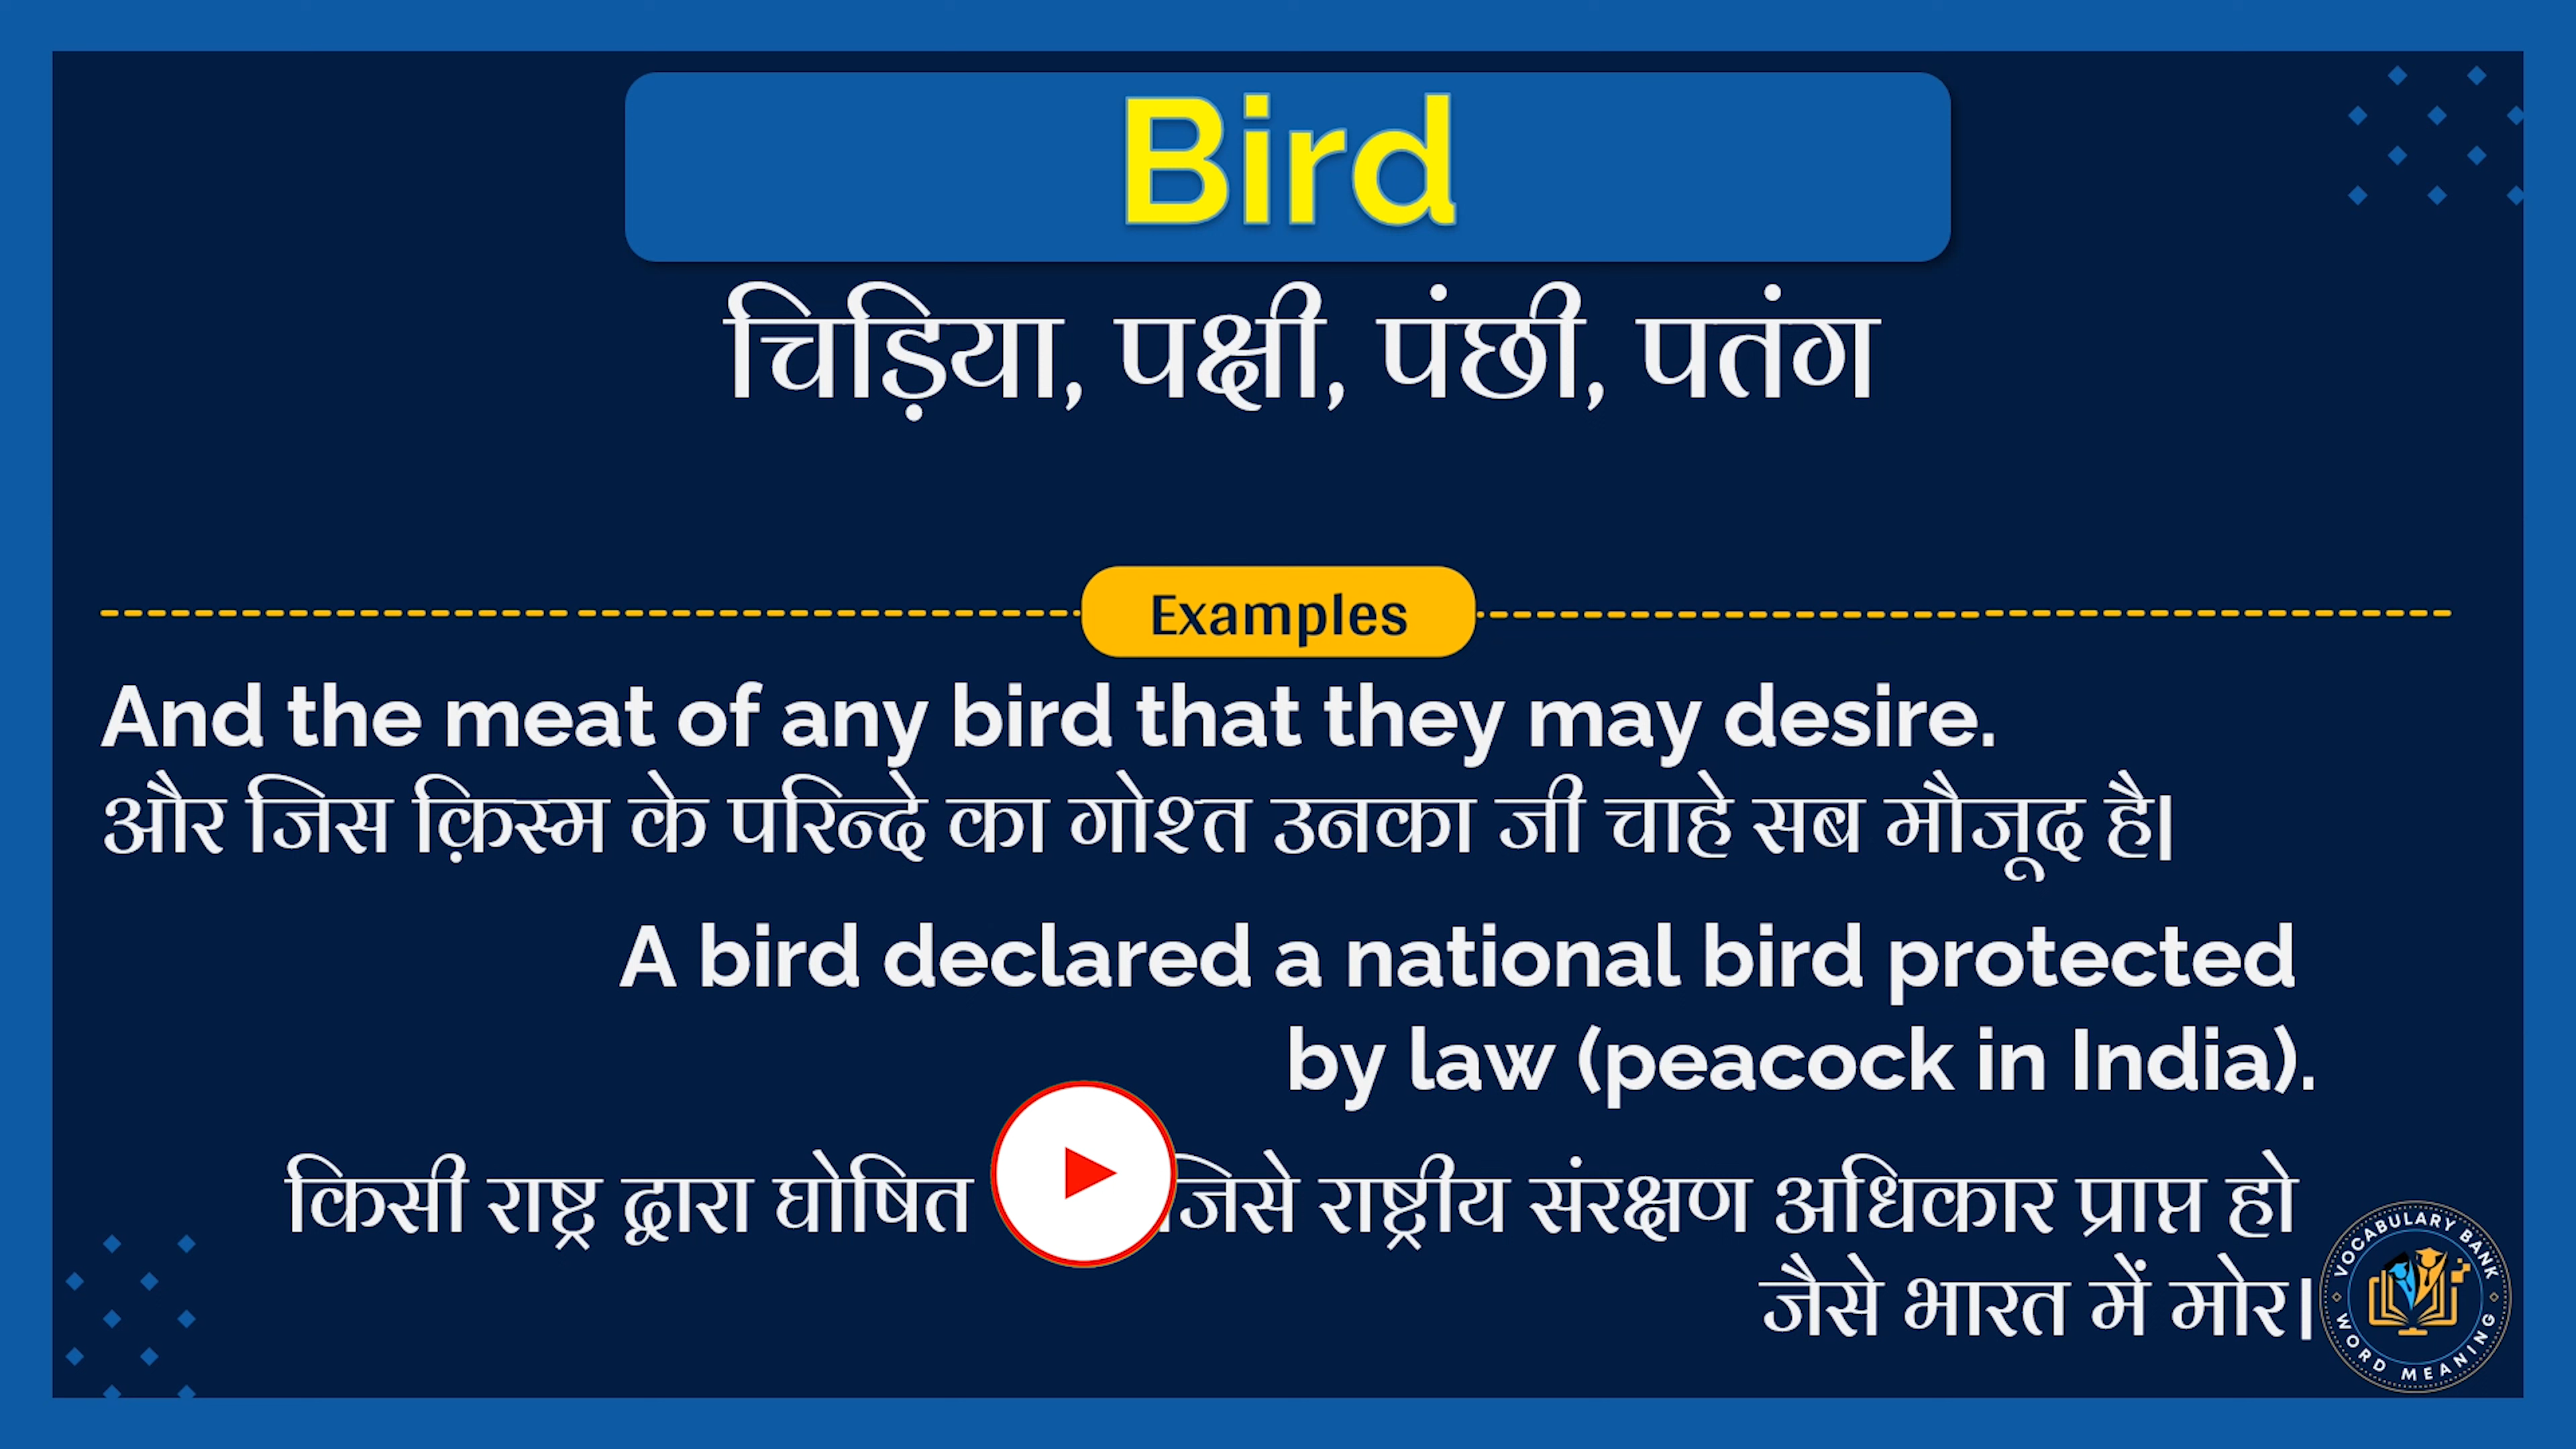 Bird
चिड़िया, पक्षी, पंछी, पतंग
Examples
And the meat of any bird that they may desire.
और जिस क़िस्म के परिन्दे का गोश्त उनका जी चाहे सब मौजूद है।
A bird declared a national bird protected
by law (peacock in India).
किसी राष्ट्र द्वारा घोषित जिसे राष्ट्रीय संरक्षण अधिकार प्राप्त हो
जैसे भारत में मोर।
VOCABULARY BANK
WORD MEANING